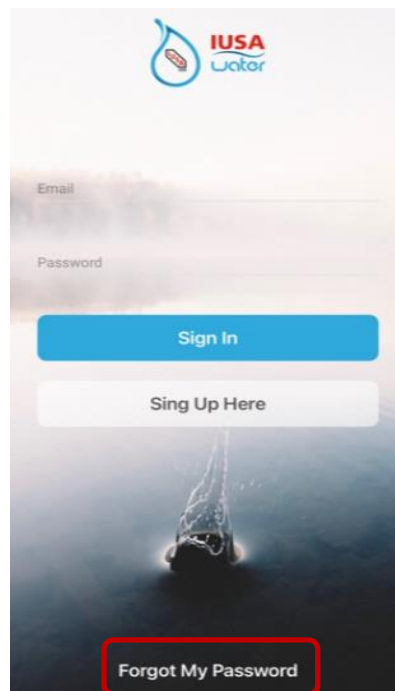 IUSA
water
Email
Password
Sign In
Sing Up Here
Forgot My Password